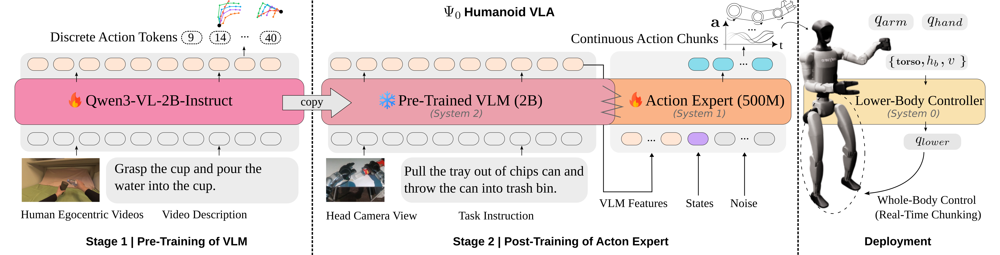 Ψ₀ Humanoid VLA
Discrete Action Tokens 9 14 ... 40
Qwen3-VL-2B-Instruct
copy
Grasp the cup and pour the
water into the cup.
Human Egocentric Videos
Video Description
Stage 1 | Pre-Training of VLM
Continuous Action Chunks
a
...
t
...
Pre-Trained VLM (2B)
(System 2)
Action Expert (500M)
(System 1)
... ...
Pull the tray out of chips can and
throw the can into trash bin.
Head Camera View
Task Instruction
VLM Features
States
Noise
Stage 2 | Post-Training of Acton Expert
q_arm
q_hand
{ torso, h_b, v }
Lower-Body Controller
(System 0)
q_lower
Whole-Body Control
(Real-Time Chunking)
Deployment